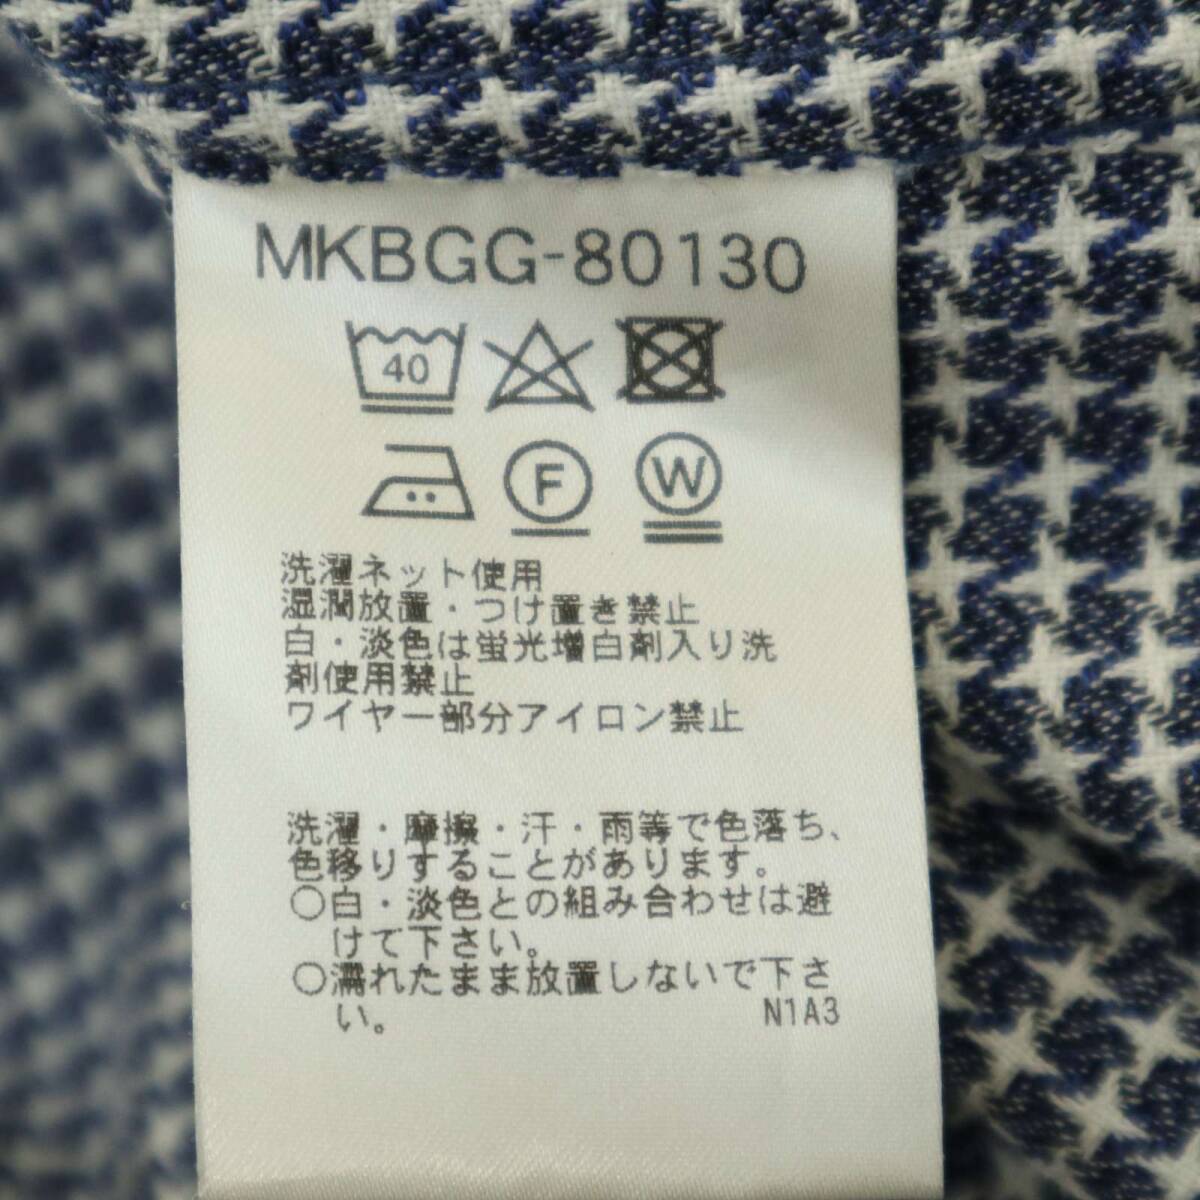 MKBGG-80130
40
F W
洗濯ネット使用
湿潤放置・つけ置き禁止
白・淡色は蛍光増白剤入り洗
剤使用禁止
ワイヤー部分アイロン禁止
洗濯・摩擦・汗・雨等で色落ち、
色移りすることがあります。
○白・淡色との組み合わせは避
けて下さい。
○濡れたまま放置しないで下さ
い。 N1A3